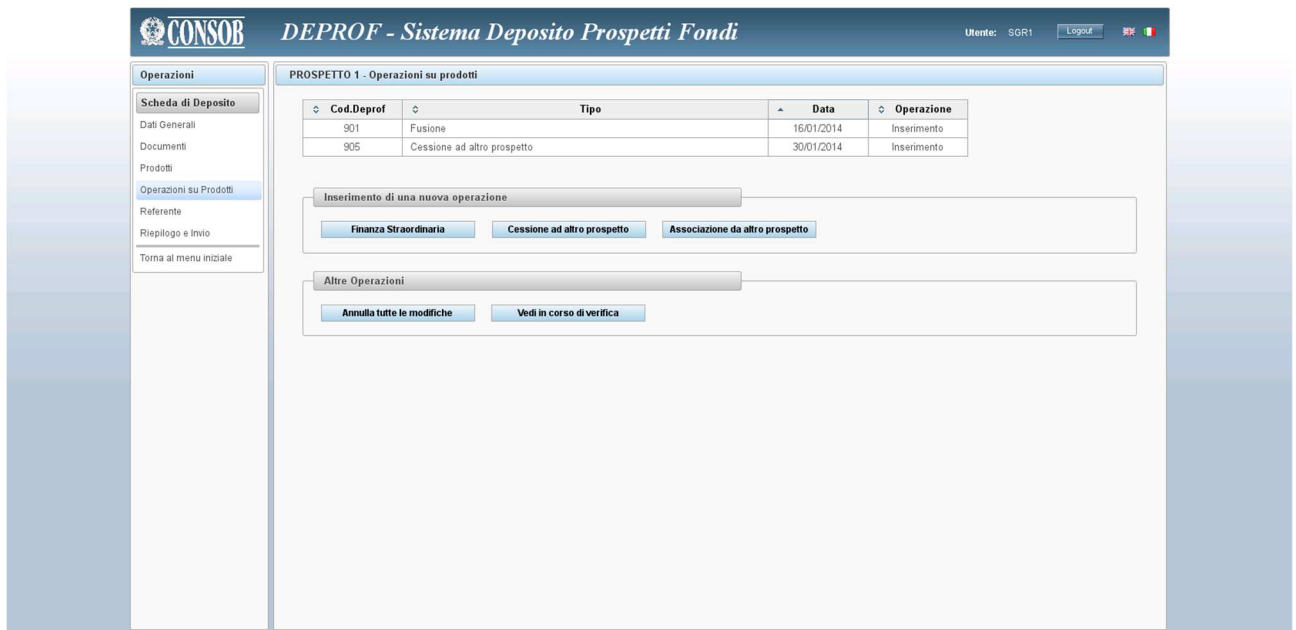 CONSOB
DEPROF - Sistema Deposito Prospetti Fondi
Utente: SGR1
Logout
Operazioni
Scheda di Deposito
Dati Generali
Documenti
Prodotti
Operazioni su Prodotti
Referente
Riepilogo e Invio
Torna al menu iniziale
PROSPETTO 1 - Operazioni su prodotti
Cod.Deprof Tipo Data Operazione
901 Fusione 16/01/2014 Inserimento
905 Cessione ad altro prospetto 30/01/2014 Inserimento
Inserimento di una nuova operazione
Finanza Straordinaria Cessione ad altro prospetto Associazione da altro prospetto
Altre Operazioni
Annulla tutte le modifiche Vedi in corso di verifica